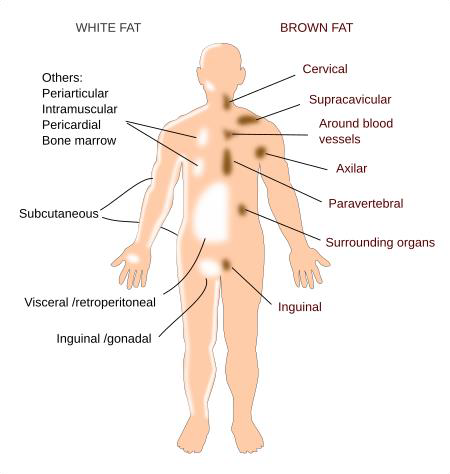 WHITE FAT
BROWN FAT
Others:
Periarticular
Intramuscular
Pericardial
Bone marrow
Subcutaneous
Visceral /retroperitoneal
Inguinal /gonadal
Cervical
Supracavicular
Around blood
vessels
Axilar
Paravertebral
Surrounding organs
Inguinal